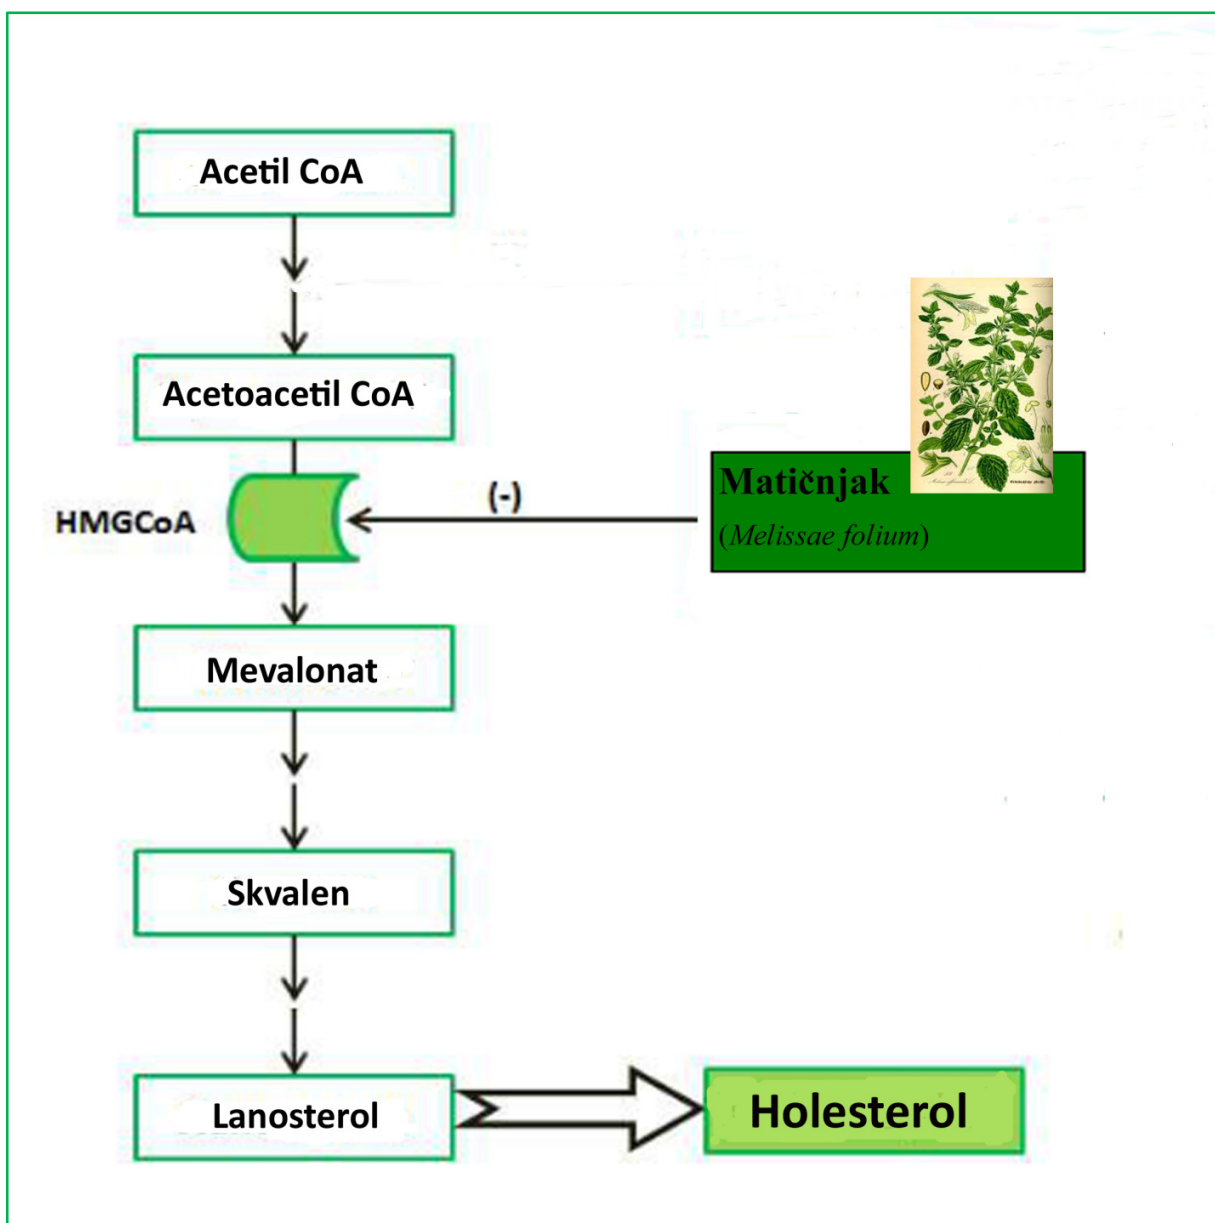 Acetil CoA
Acetoacetil CoA
HMGCoA
(-)
Matičnjak
(Melissae folium)
Mevalonat
Skvalen
Lanosterol
Holesterol